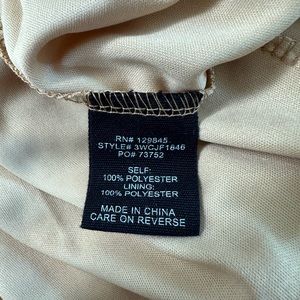 RN# 129845
STYLE# 3WCJF1846
PO# 73752
SELF:
100% POLYESTER
LINING:
100% POLYESTER
MADE IN CHINA
CARE ON REVERSE